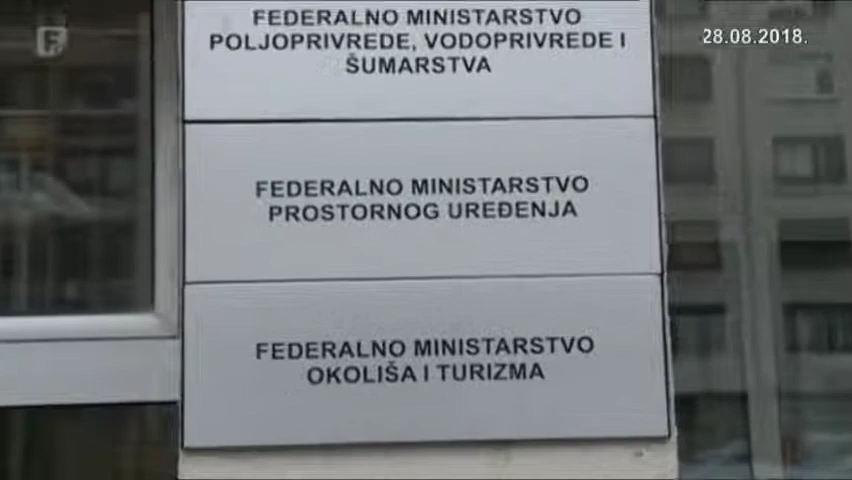 FEDERALNO MINISTARSTVO
POLJOPRIVREDE, VODOPRIVREDE I
ŠUMARSTVA
28.08.2018.
FEDERALNO MINISTARSTVO
PROSTORNOG UREĐENJA
FEDERALNO MINISTARSTVO
OKOLIŠA I TURIZMA